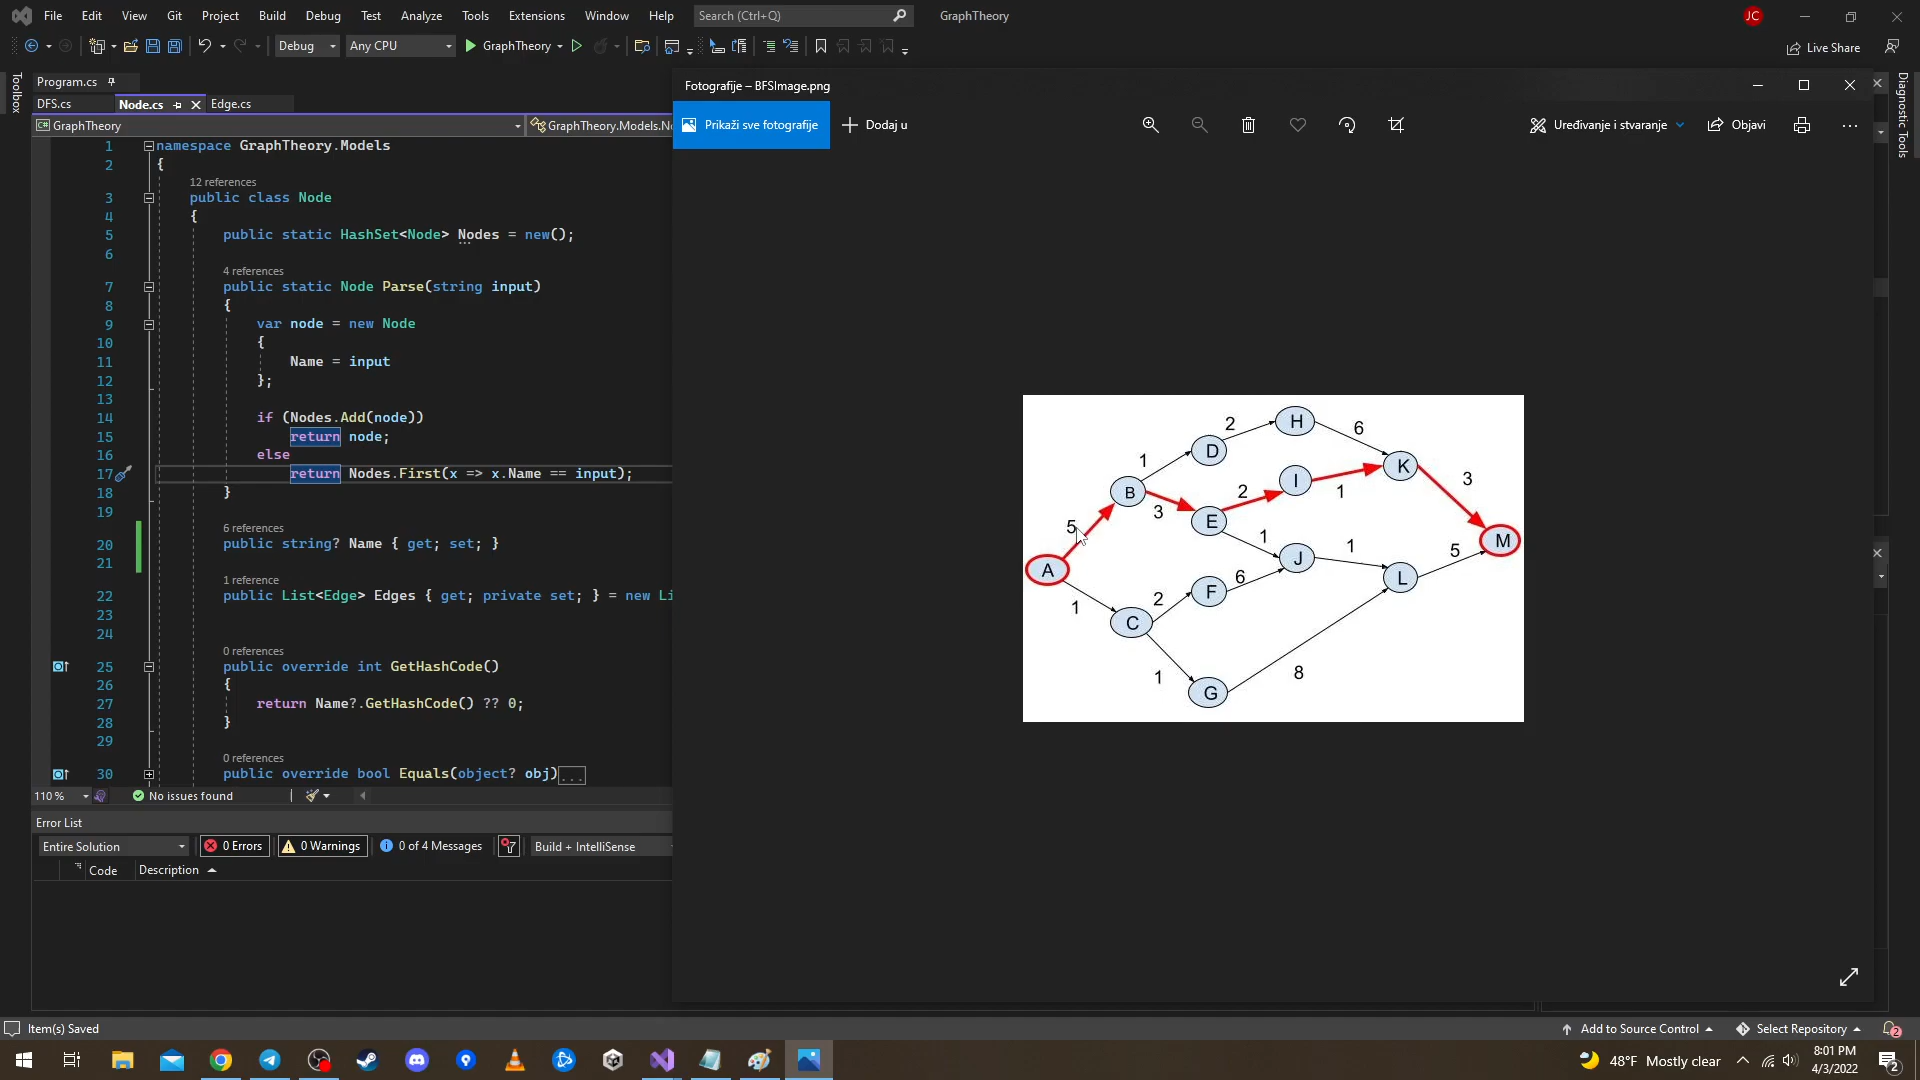 File Edit View Git Project Build Debug Test Analyze Tools Extensions Window Help Search (Ctrl+Q) GraphTheory JC
Debug Any CPU GraphTheory Live Share
Toolbox
Program.cs
DFS.cs Node.cs Edge.cs
GraphTheory GraphTheory.Models.No
1 namespace GraphTheory.Models
2 {
12 references
3 public class Node
4 {
5 public static HashSet<Node> Nodes = new();
6
4 references
7 public static Node Parse(string input)
8 {
9 var node = new Node
10 {
11 Name = input
12 };
13
14 if (Nodes.Add(node))
15 return node;
16 else
17 return Nodes.First(x => x.Name == input);
18 }
19
6 references
20 public string? Name { get; set; }
21
1 reference
22 public List<Edge> Edges { get; private set; } = new Li
23
24
0 references
25 public override int GetHashCode()
26 {
27 return Name?.GetHashCode() ?? 0;
28 }
29
0 references
30 public override bool Equals(object? obj)...
110 % No issues found
Error List
Entire Solution 0 Errors 0 Warnings 0 of 4 Messages Build + IntelliSense
Code Description
Fotografije – BFSImage.png
Prikaži sve fotografije Dodaj u Uređivanje i stvaranje Objavi
Diagnostic Tools
H
2 6
D K
1 I 3
B 2 1
5 3 E M
1 J 1 5
A 6 L
F
1 2
C
1 8
G
Item(s) Saved Add to Source Control Select Repository 2
48°F Mostly clear 8:01 PM
4/3/2022 2